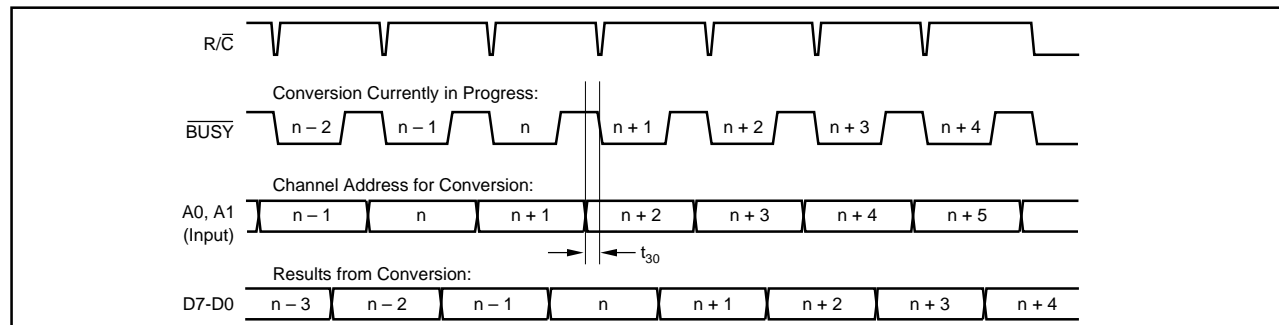 R/C̅
Conversion Currently in Progress:
B̅U̅S̅Y̅ n – 2 n – 1 n n + 1 n + 2 n + 3 n + 4
Channel Address for Conversion:
A0, A1
(Input)
n – 1 n n + 1 n + 2 n + 3 n + 4 n + 5
t30
Results from Conversion:
D7-D0 n – 3 n – 2 n – 1 n n + 1 n + 2 n + 3 n + 4